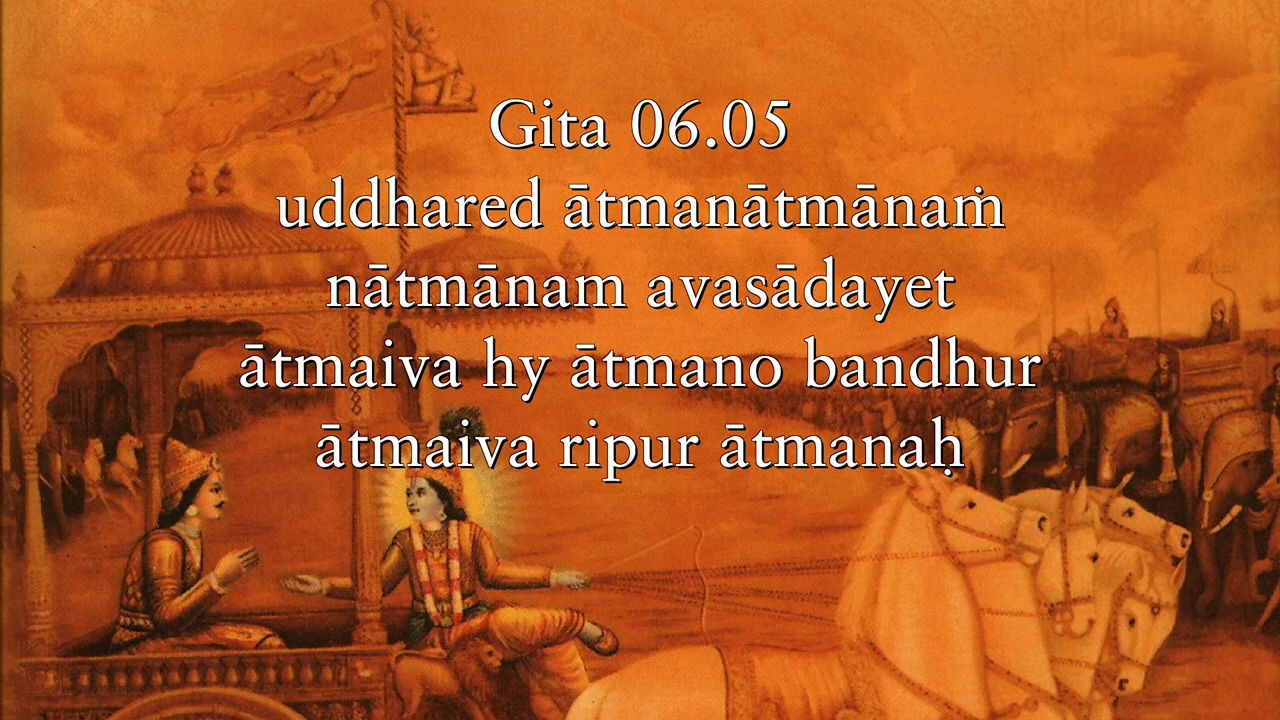 Gita 06.05
uddhared ātmanātmānaṁ
nātmānam avasādayet
ātmaiva hy ātmano bandhur
ātmaiva ripur ātmanaḥ